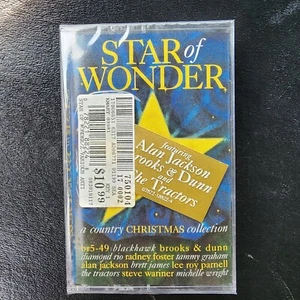 STAR of
WONDER
featuring
Alan Jackson
Brooks & Dunn
and
The Tractors
$10.99
a country CHRISTMAS collection
br5-49 blackhawk brooks & dunn
diamond rio radney foster tammy graham
alan jackson brett james lee roy parnell
the tractors steve wariner michelle wright